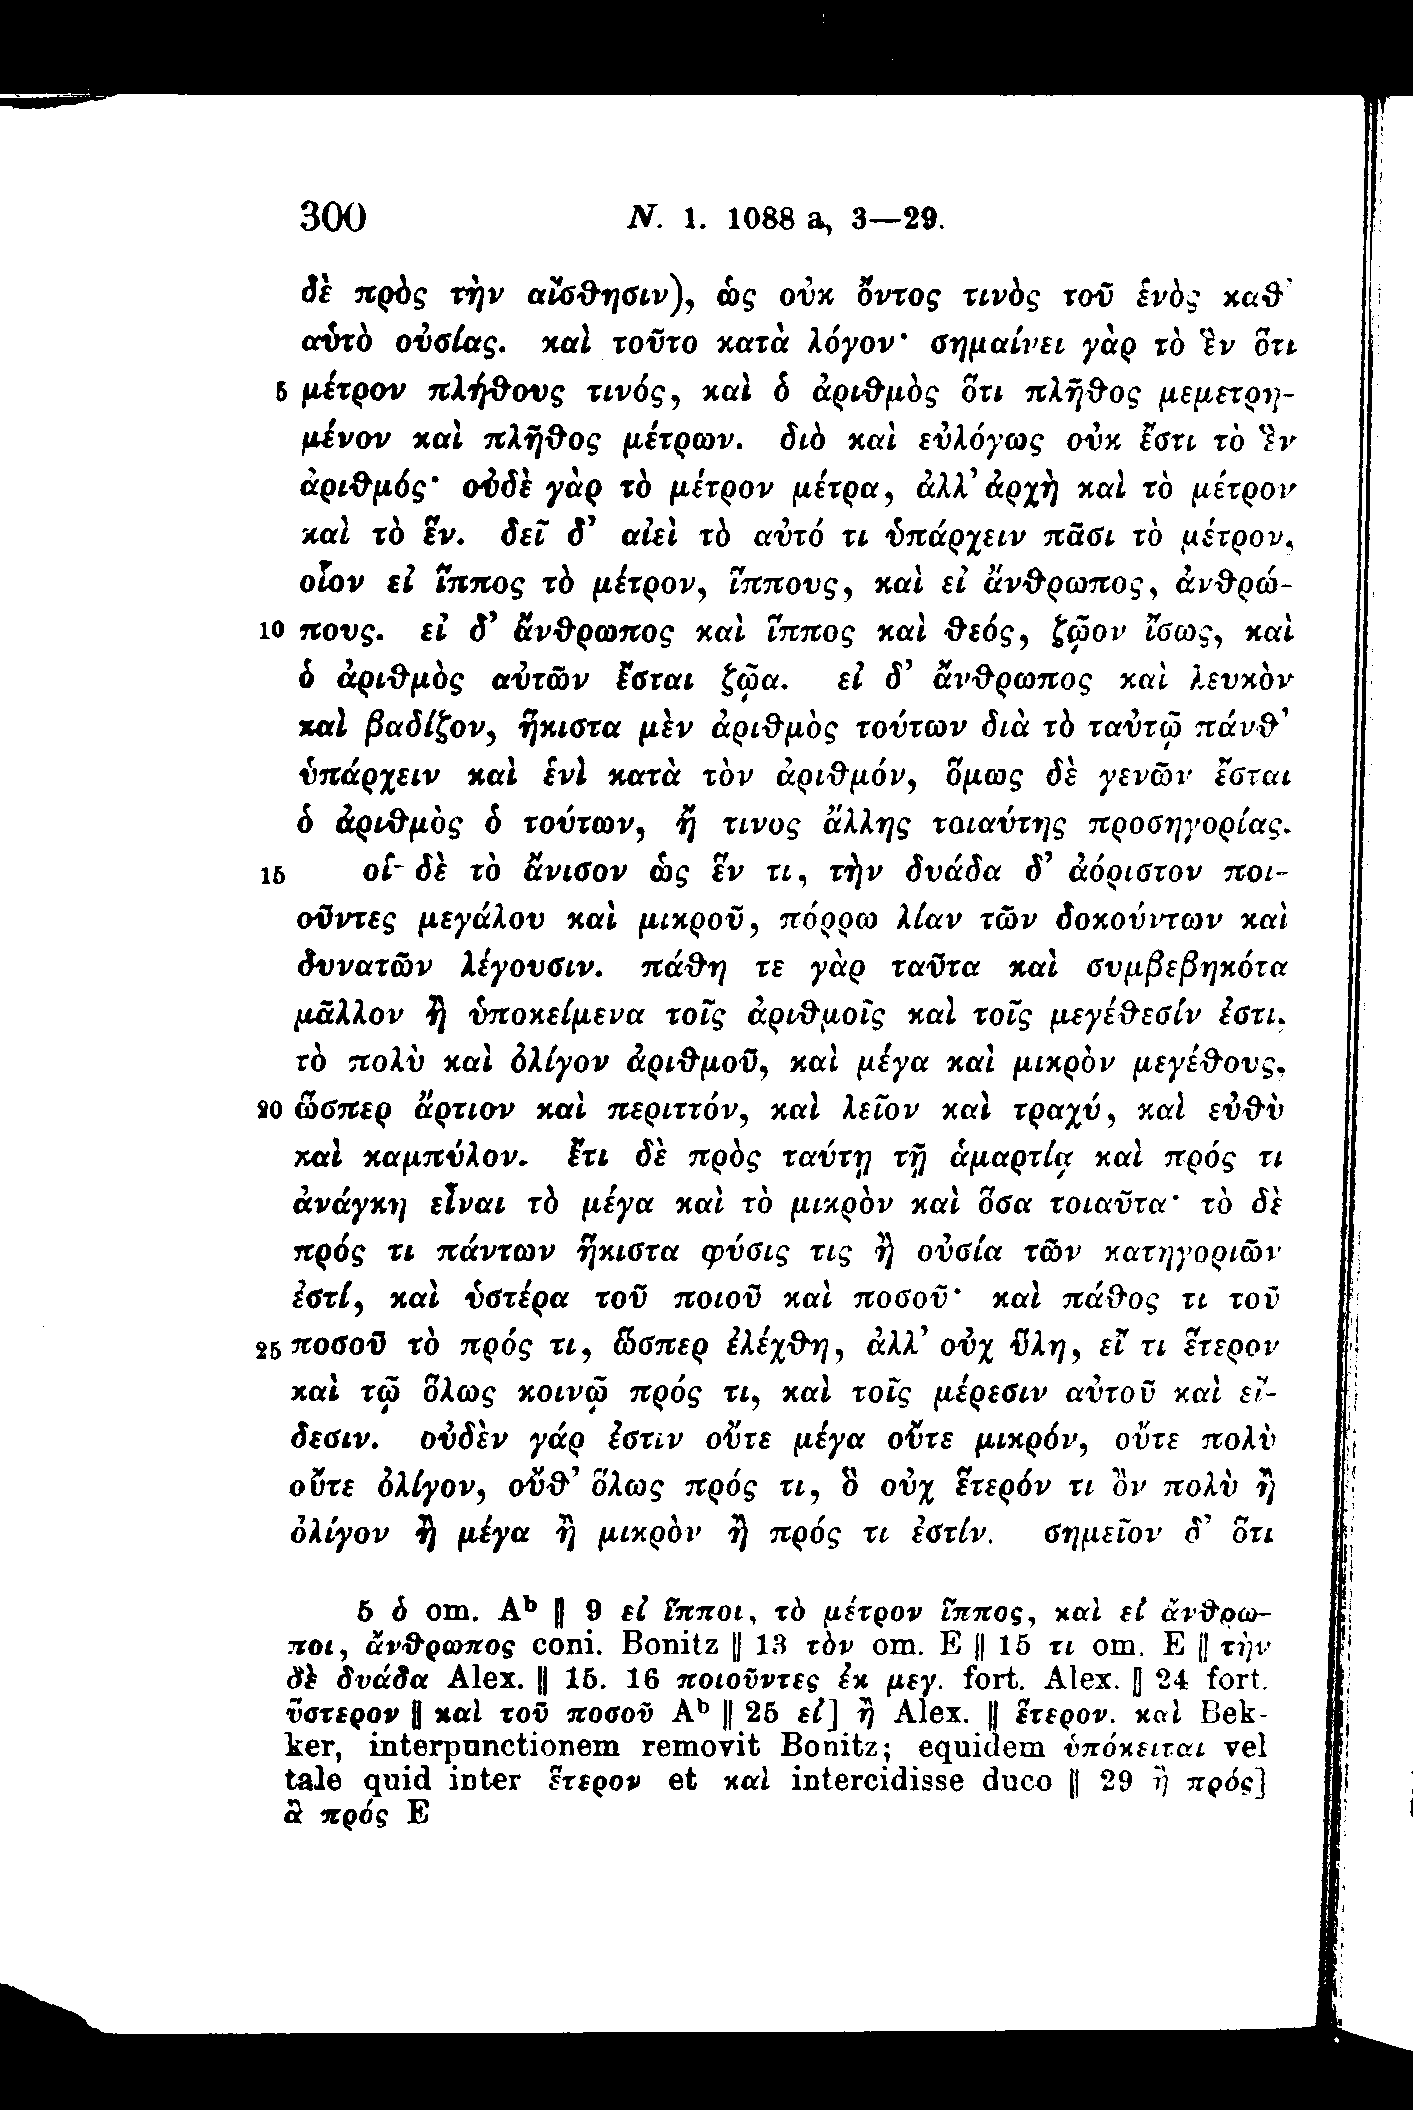 300 N. 1. 1088 a, 3—29.
δὲ πρὸς τὴν αἴσθησιν), ὡς οὐκ ὄντος τινὸς τοῦ ἑνὸς καθ᾽
αὑτὸ οὐσίας. καὶ τοῦτο κατὰ λόγον· σημαίνει γὰρ τὸ ἓν ὅτι
5 μέτρον πλήθους τινός, καὶ ὁ ἀριθμὸς ὅτι πλῆθος μεμετρη-
μένον καὶ πλῆθος μέτρων. διὸ καὶ εὐλόγως οὐκ ἔστι τὸ ἓν
ἀριθμός· οὐδὲ γὰρ τὸ μέτρον μέτρα, ἀλλ᾽ ἀρχὴ καὶ τὸ μέτρον
καὶ τὸ ἕν. δεῖ δ᾽ αἰεὶ τὸ αὐτό τι ὑπάρχειν πᾶσι τὸ μέτρον,
οἷον εἰ ἵππος τὸ μέτρον, ἵππους, καὶ εἰ ἄνθρωπος, ἀνθρώ-
10 πους. εἰ δ᾽ ἄνθρωπος καὶ ἵππος καὶ θεός, ζῷον ἴσως, καὶ
ὁ ἀριθμὸς αὐτῶν ἔσται ζῷα. εἰ δ᾽ ἄνθρωπος καὶ λευκὸν
καὶ βαδίζον, ἥκιστα μὲν ἀριθμὸς τούτων διὰ τὸ ταὐτῷ πάνθ᾽
ὑπάρχειν καὶ ἑνὶ κατὰ τὸν ἀριθμόν, ὅμως δὲ γενῶν ἔσται
ὁ ἀριθμὸς ὁ τούτων, ἤ τινος ἄλλης τοιαύτης προσηγορίας.
15 οἱ δὲ τὸ ἄνισον ὡς ἕν τι, τὴν δυάδα δ᾽ ἀόριστον ποι-
οῦντες μεγάλου καὶ μικροῦ, πόρρω λίαν τῶν δοκούντων καὶ
δυνατῶν λέγουσιν. πάθη τε γὰρ ταῦτα καὶ συμβεβηκότα
μᾶλλον ἢ ὑποκείμενα τοῖς ἀριθμοῖς καὶ τοῖς μεγέθεσίν ἐστι,
τὸ πολὺ καὶ ὀλίγον ἀριθμοῦ, καὶ μέγα καὶ μικρὸν μεγέθους,
20 ὥσπερ ἄρτιον καὶ περιττόν, καὶ λεῖον καὶ τραχύ, καὶ εὐθὺ
καὶ καμπύλον. ἔτι δὲ πρὸς ταύτῃ τῇ ἁμαρτίᾳ καὶ πρός τι
ἀνάγκη εἶναι τὸ μέγα καὶ τὸ μικρὸν καὶ ὅσα τοιαῦτα· τὸ δὲ
πρός τι πάντων ἥκιστα φύσις τις ἢ οὐσία τῶν κατηγοριῶν
ἐστί, καὶ ὑστέρα τοῦ ποιοῦ καὶ ποσοῦ· καὶ πάθος τι τοῦ
25 ποσοῦ τὸ πρός τι, ὥσπερ ἐλέχθη, ἀλλ᾽ οὐχ ὕλη, εἴ τι ἕτερον
καὶ τῷ ὅλως κοινῷ πρός τι, καὶ τοῖς μέρεσιν αὐτοῦ καὶ εἴ-
δεσιν. οὐδὲν γάρ ἐστιν οὔτε μέγα οὔτε μικρόν, οὔτε πολὺ
οὔτε ὀλίγον, οὔθ᾽ ὅλως πρός τι, ὃ οὐχ ἕτερόν τι ὂν πολὺ ἢ
ὀλίγον ἢ μέγα ἢ μικρὸν ἢ πρός τι ἐστίν. σημεῖον δ᾽ ὅτι
5 ὁ om. Aᵇ ‖ 9 εἰ ἵπποι, τὸ μέτρον ἵππος, καὶ εἰ ἄνθρω-
ποι, ἄνθρωπος coni. Bonitz ‖ 13 τὸν om. E ‖ 15 τι om. E ‖ τὴν
δὲ δυάδα Alex. ‖ 15. 16 ποιοῦντες ἐκ μεγ. fort. Alex. ‖ 24 fort.
ὕστερον ‖ καὶ τοῦ ποσοῦ Aᵇ ‖ 25 εἰ] ἢ Alex. ‖ ἕτερον. καὶ Bek-
ker, interpunctionem removit Bonitz; equidem ὑπόκειται vel
tale quid inter ἕτερον et καὶ intercidisse duco ‖ 29 ἢ πρός]
ἃ πρός E